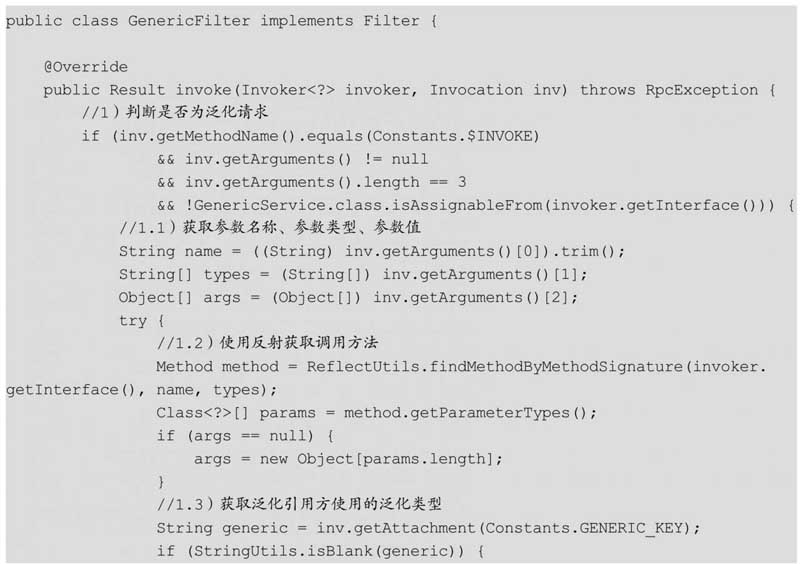 public class GenericFilter implements Filter {
@Override
public Result invoke(Invoker<?> invoker, Invocation inv) throws RpcException {
//1）判断是否为泛化请求
if (inv.getMethodName().equals(Constants.$INVOKE)
&& inv.getArguments() != null
&& inv.getArguments().length == 3
&& !GenericService.class.isAssignableFrom(invoker.getInterface())) {
//1.1）获取参数名称、参数类型、参数值
String name = ((String) inv.getArguments()[0]).trim();
String[] types = (String[]) inv.getArguments()[1];
Object[] args = (Object[]) inv.getArguments()[2];
try {
//1.2）使用反射获取调用方法
Method method = ReflectUtils.findMethodByMethodSignature(invoker.
getInterface(), name, types);
Class<?>[] params = method.getParameterTypes();
if (args == null) {
args = new Object[params.length];
}
//1.3）获取泛化引用方使用的泛化类型
String generic = inv.getAttachment(Constants.GENERIC_KEY);
if (StringUtils.isBlank(generic)) {